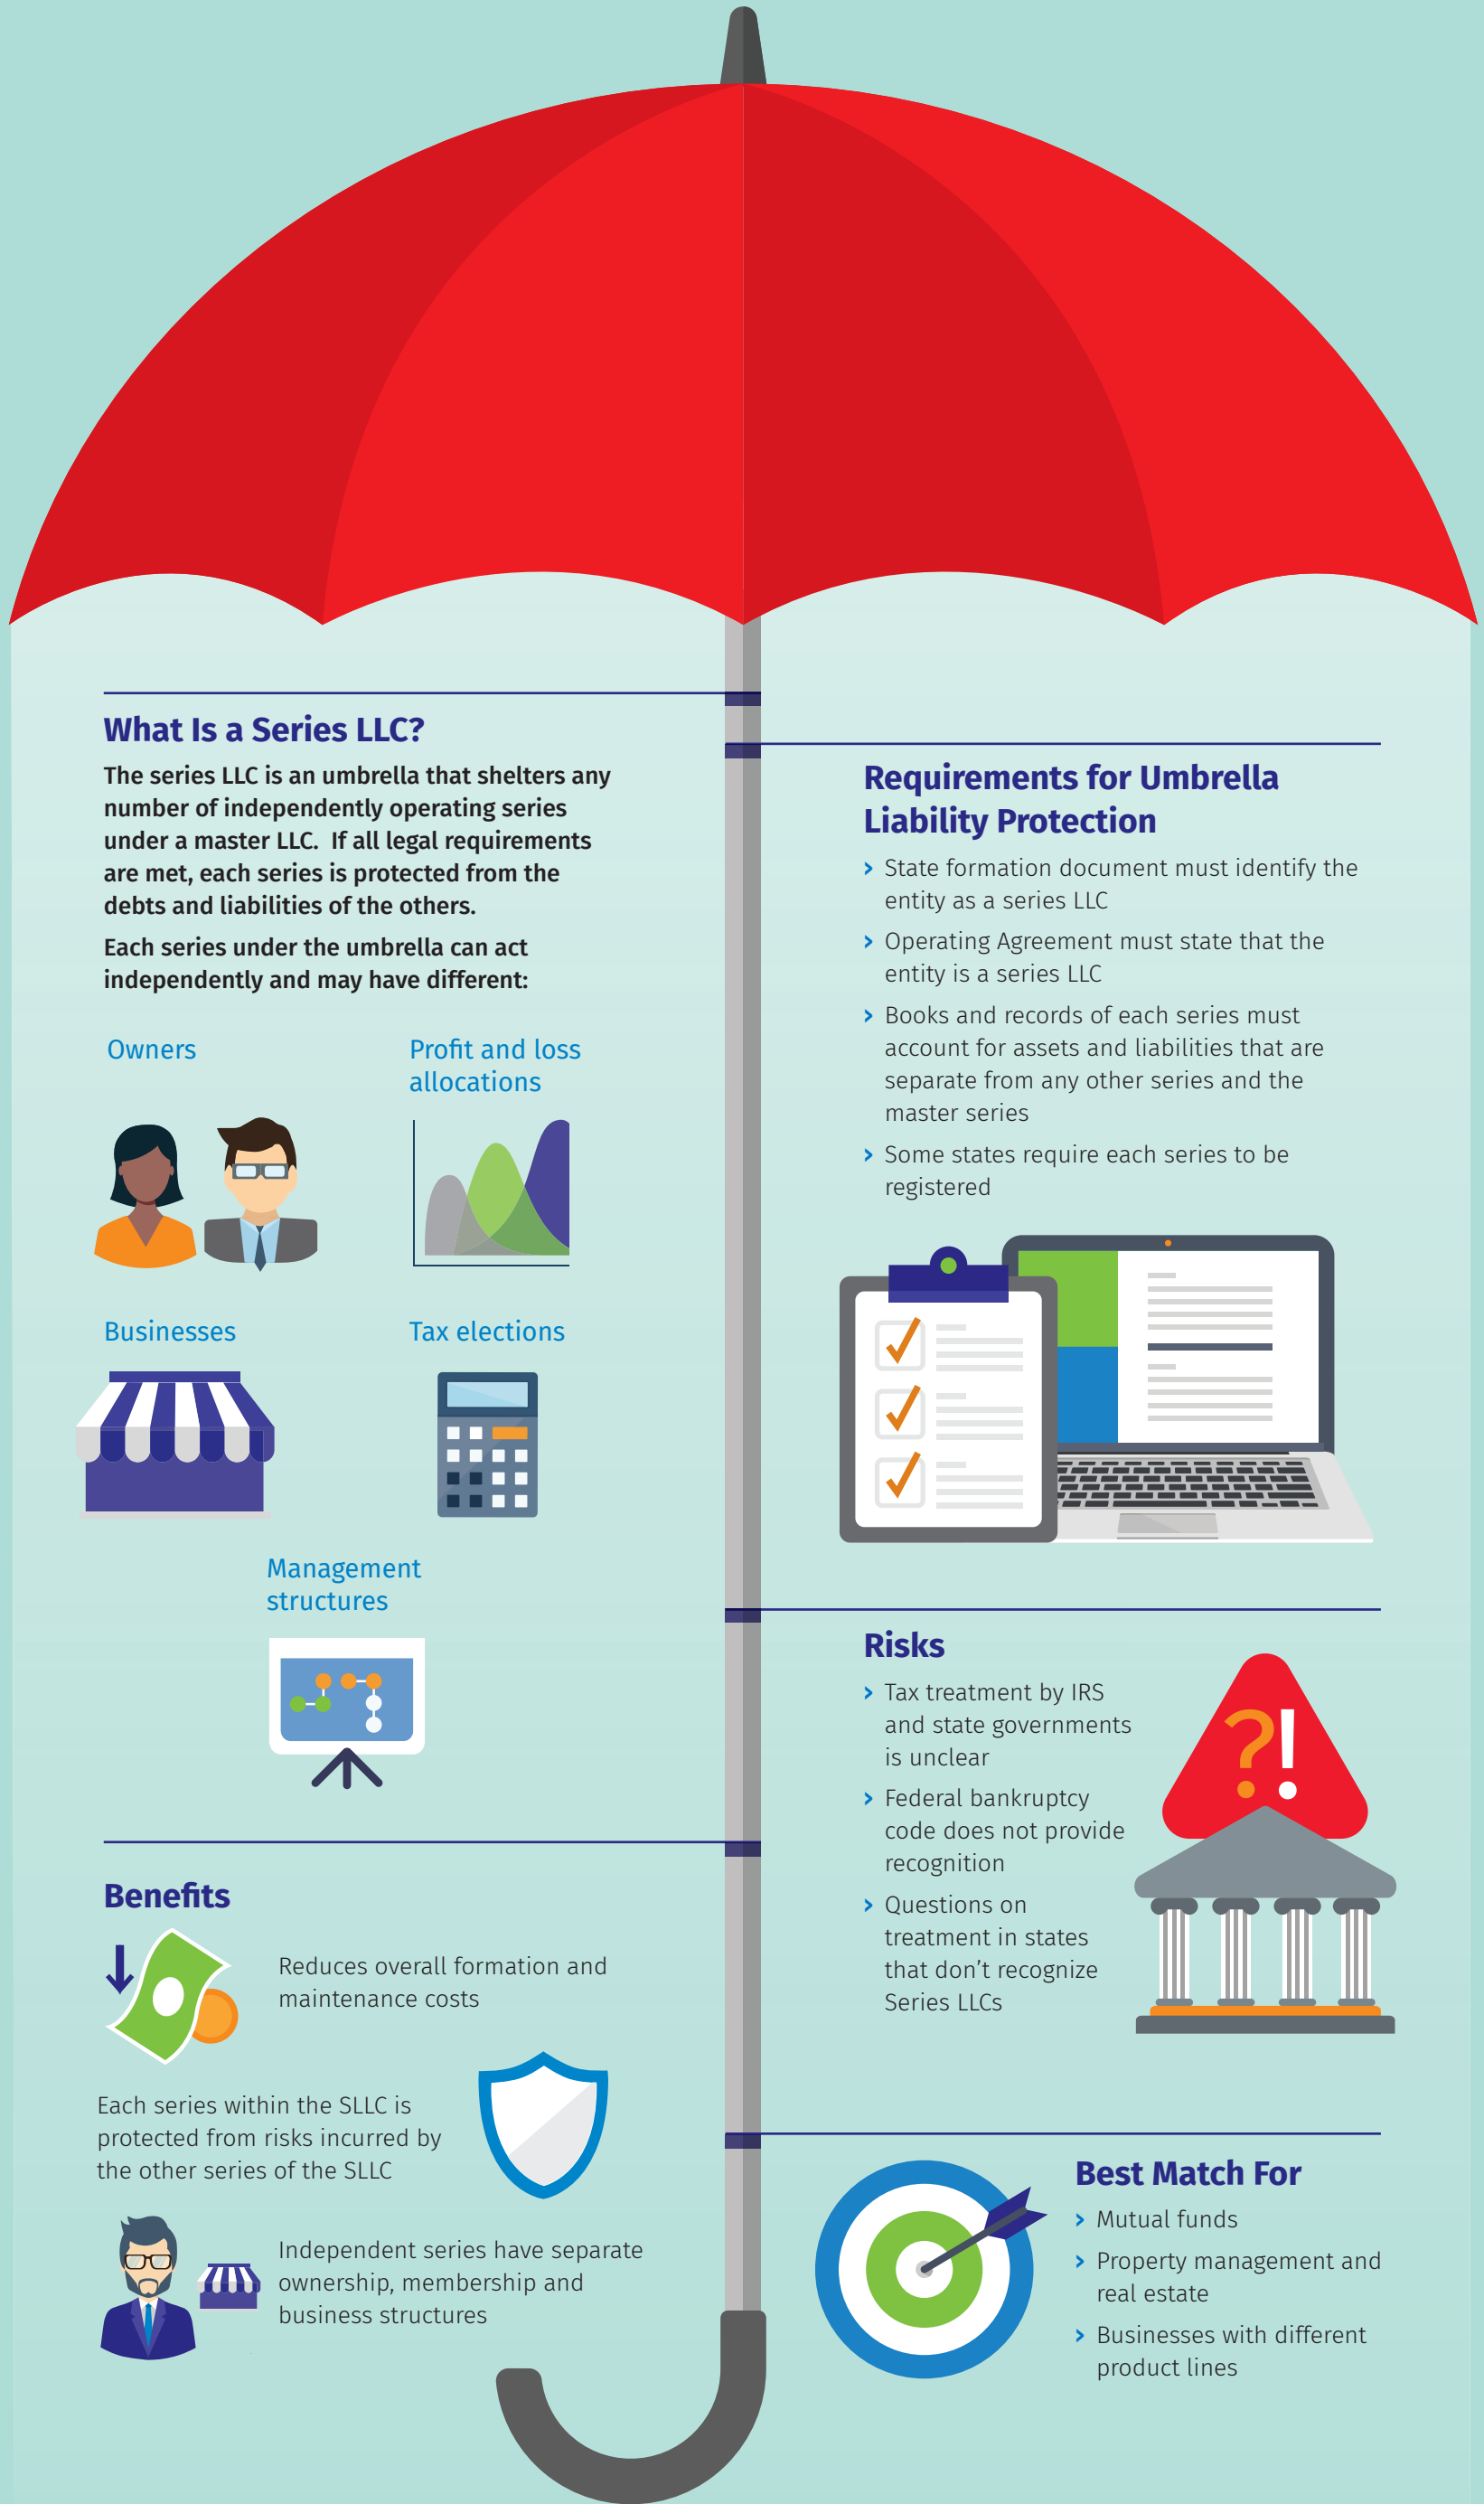 What Is a Series LLC?
The series LLC is an umbrella that shelters any
number of independently operating series
under a master LLC.  If all legal requirements
are met, each series is protected from the
debts and liabilities of the others.
Each series under the umbrella can act
independently and may have different:
Owners
Profit and loss
allocations
Businesses
Tax elections
Management
structures
Benefits
Reduces overall formation and
maintenance costs
Each series within the SLLC is
protected from risks incurred by
the other series of the SLLC
Independent series have separate
ownership, membership and
business structures
Requirements for Umbrella
Liability Protection
› State formation document must identify the
entity as a series LLC
› Operating Agreement must state that the
entity is a series LLC
› Books and records of each series must
account for assets and liabilities that are
separate from any other series and the
master series
› Some states require each series to be
registered
Risks
› Tax treatment by IRS
and state governments
is unclear
› Federal bankruptcy
code does not provide
recognition
› Questions on
treatment in states
that don’t recognize
Series LLCs
?!
Best Match For
› Mutual funds
› Property management and
real estate
› Businesses with different
product lines